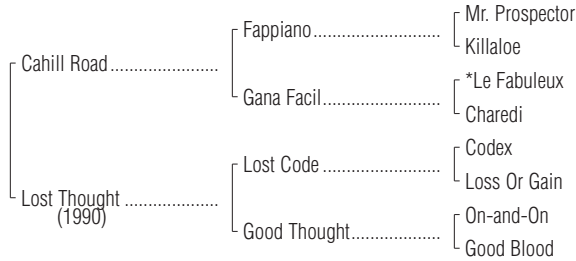 Mr. Prospector
Fappiano
Killaloe
Cahill Road
*Le Fabuleux
Gana Facil
Charedi
Codex
Lost Code
Loss Or Gain
Lost Thought
(1990)
On-and-On
Good Thought
Good Blood